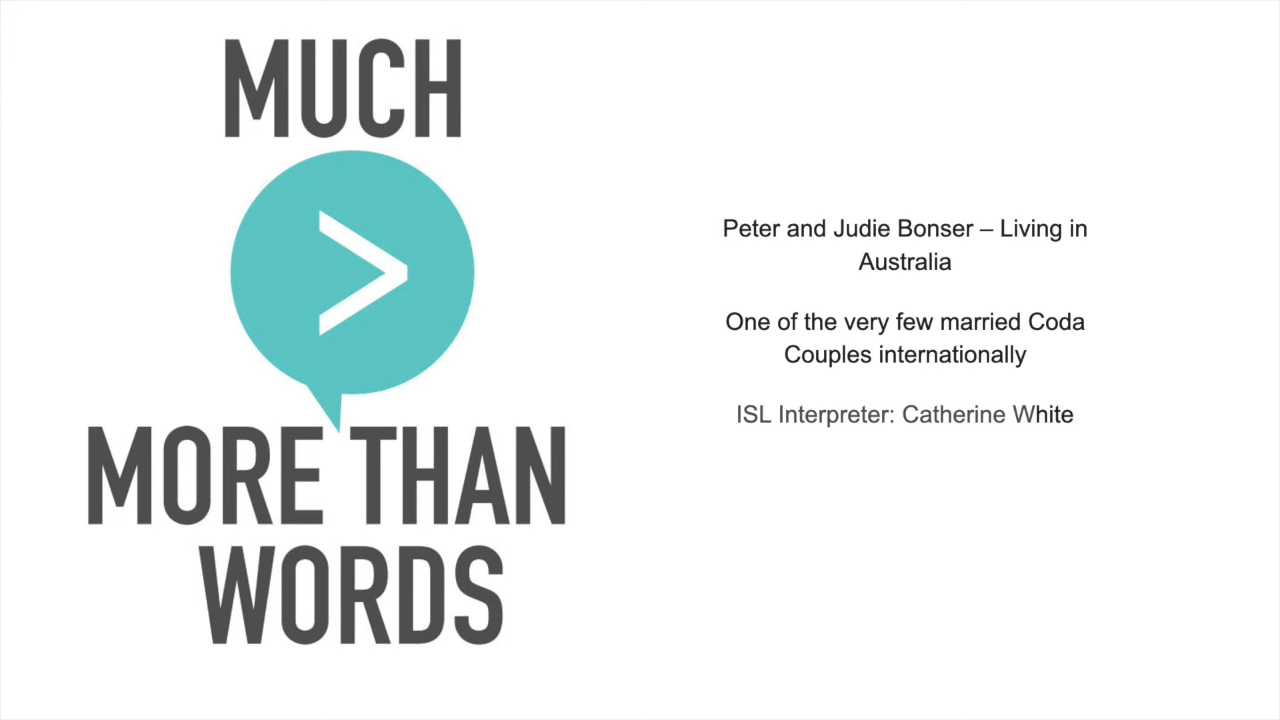 MUCH
>
MORE THAN
WORDS
Peter and Judie Bonser – Living in
Australia
One of the very few married Coda
Couples internationally
ISL Interpreter: Catherine White